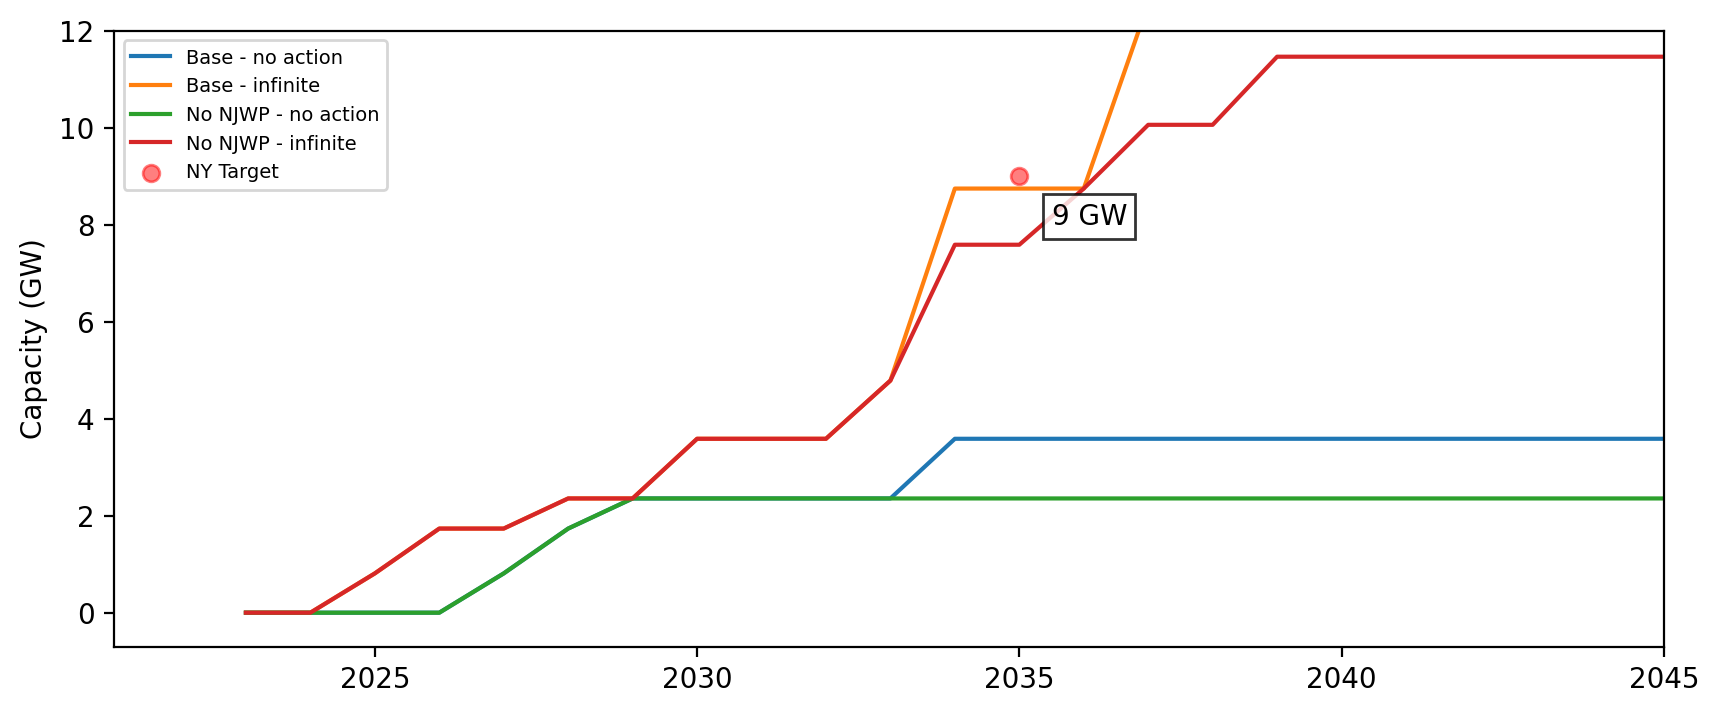 Base - no action
Base - infinite
No NJWP - no action
No NJWP - infinite
NY Target
9 GW
Capacity (GW)
12
10
8
6
4
2
0
2025 2030 2035 2040 2045